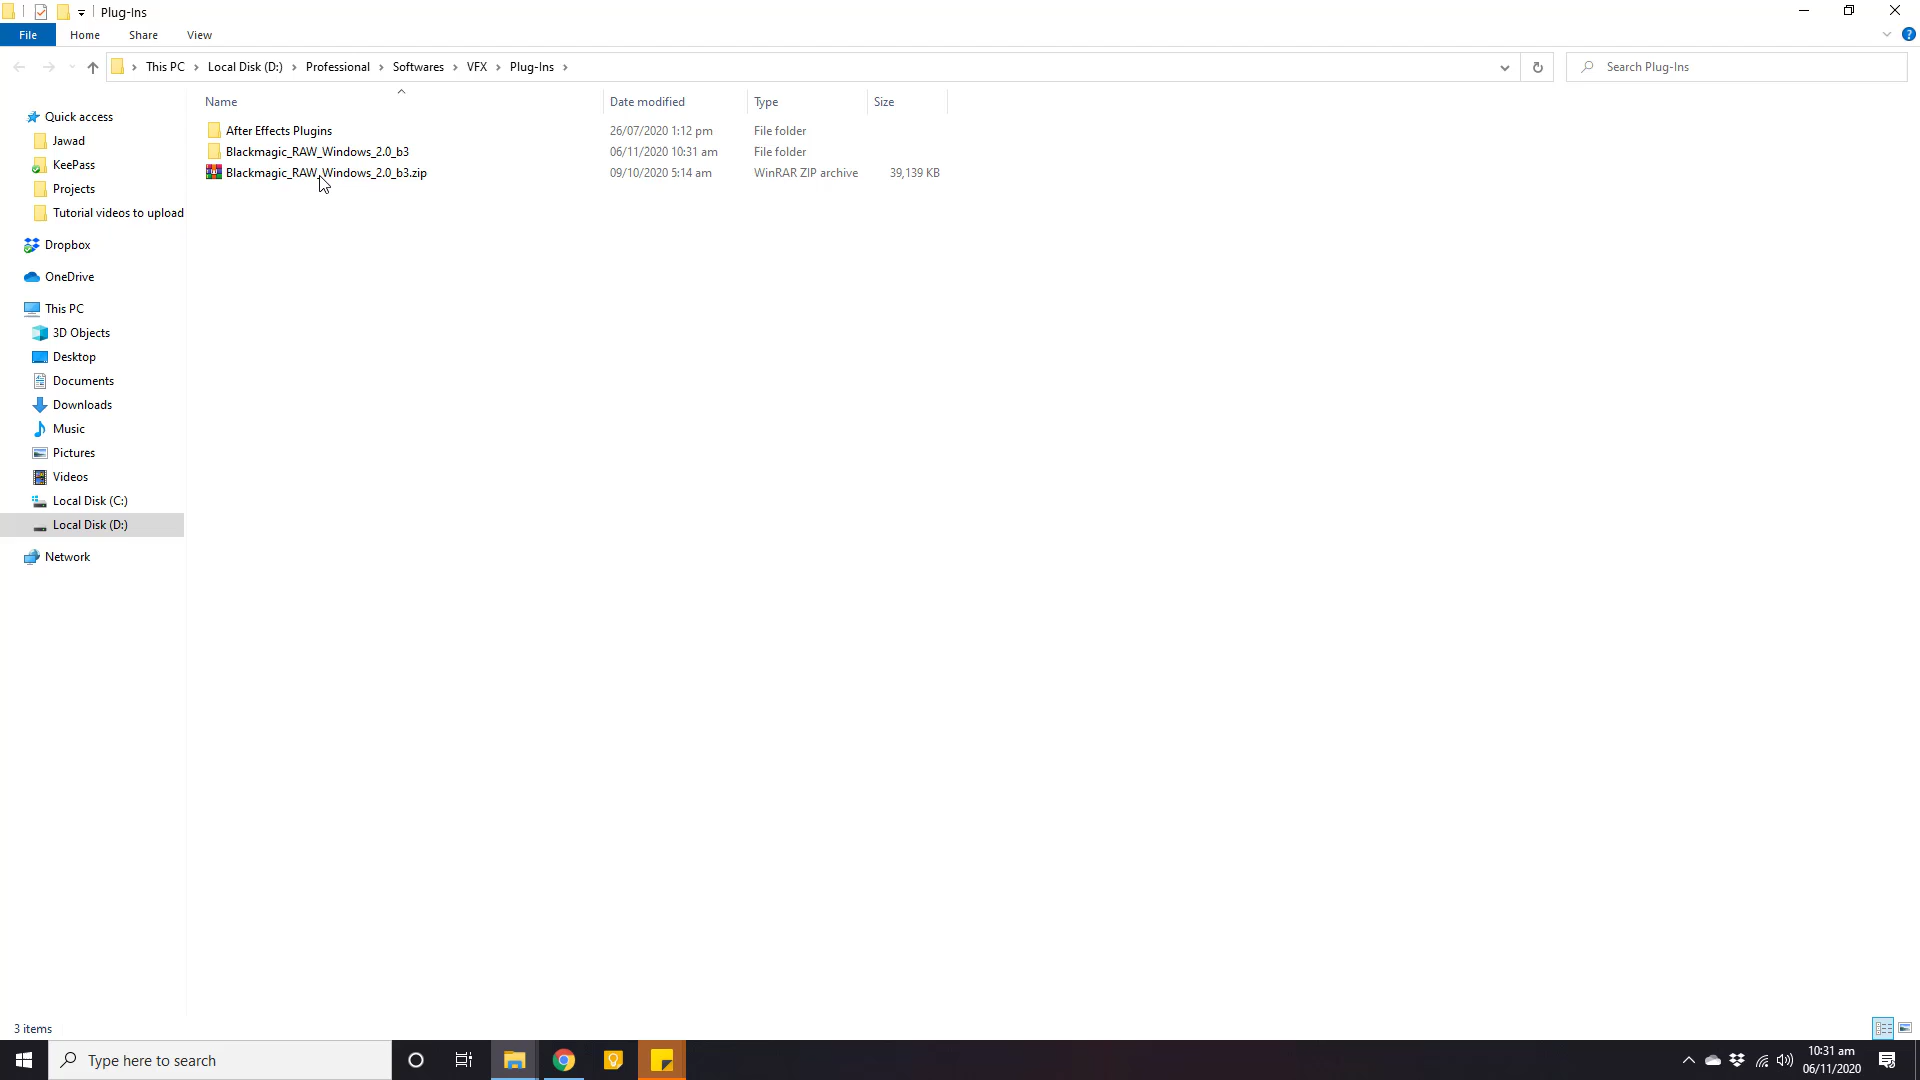 Plug-Ins
File Home Share View
This PC Local Disk (D:) Professional Softwares VFX Plug-Ins Search Plug-Ins
Name Date modified Type Size
After Effects Plugins 26/07/2020 1:12 pm File folder
Blackmagic_RAW_Windows_2.0_b3 06/11/2020 10:31 am File folder
Blackmagic_RAW_Windows_2.0_b3.zip 09/10/2020 5:14 am WinRAR ZIP archive 39,139 KB
Quick access
Jawad
KeePass
Projects
Tutorial videos to upload
Dropbox
OneDrive
This PC
3D Objects
Desktop
Documents
Downloads
Music
Pictures
Videos
Local Disk (C:)
Local Disk (D:)
Network
3 items
Type here to search
10:31 am
06/11/2020